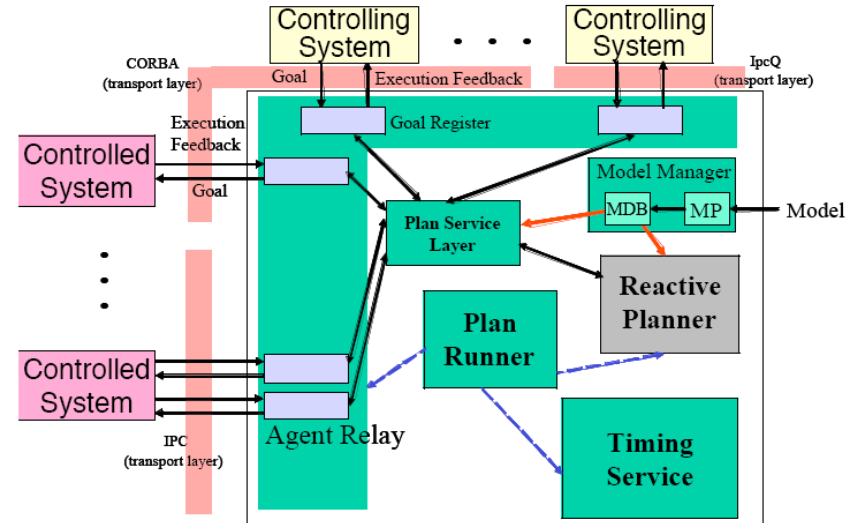 Controlling
System
Controlling
System
CORBA
(transport layer)
IpcQ
(transport layer)
Goal
Execution Feedback
Goal Register
Execution
Feedback
Controlled
System
Goal
Model Manager
MDB
MP
Model
Plan Service
Layer
Reactive
Planner
Plan
Runner
Controlled
System
Agent Relay
IPC
(transport layer)
Timing
Service